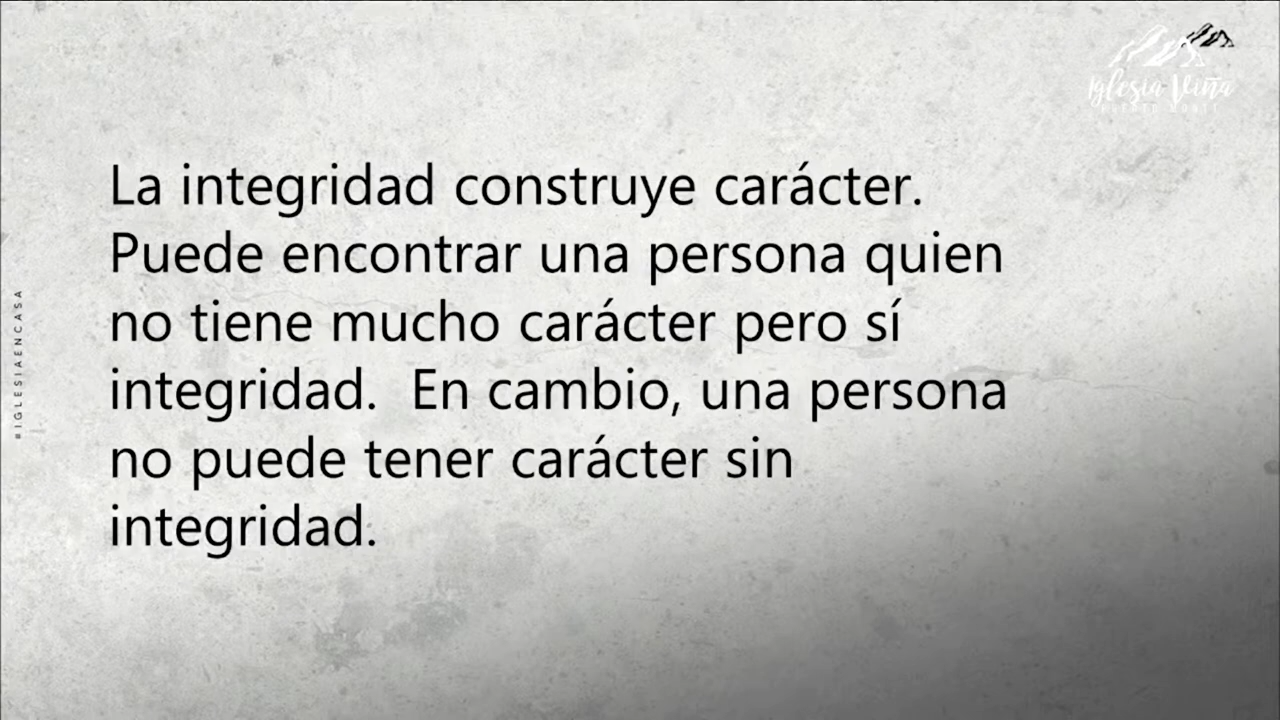 Iglesia Viña
La integridad construye carácter.
Puede encontrar una persona quien
no tiene mucho carácter pero sí
integridad.  En cambio, una persona
no puede tener carácter sin
integridad.
#IGLESIAENCASA